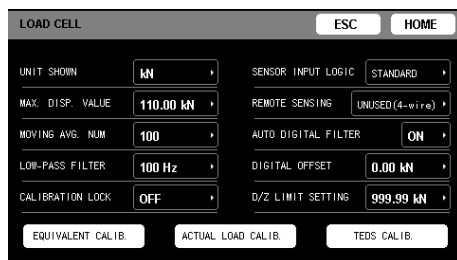 LOAD CELL ESC HOME
UNIT SHOWN kN SENSOR INPUT LOGIC STANDARD
MAX. DISP. VALUE 110.00 kN REMOTE SENSING UNUSED(4-wire)
MOVING AVG. NUM 100 AUTO DIGITAL FILTER ON
LOW-PASS FILTER 100 Hz DIGITAL OFFSET 0.00 kN
CALIBRATION LOCK OFF D/Z LIMIT SETTING 999.99 kN
EQUIVALENT CALIB. ACTUAL LOAD CALIB. TEDS CALIB.